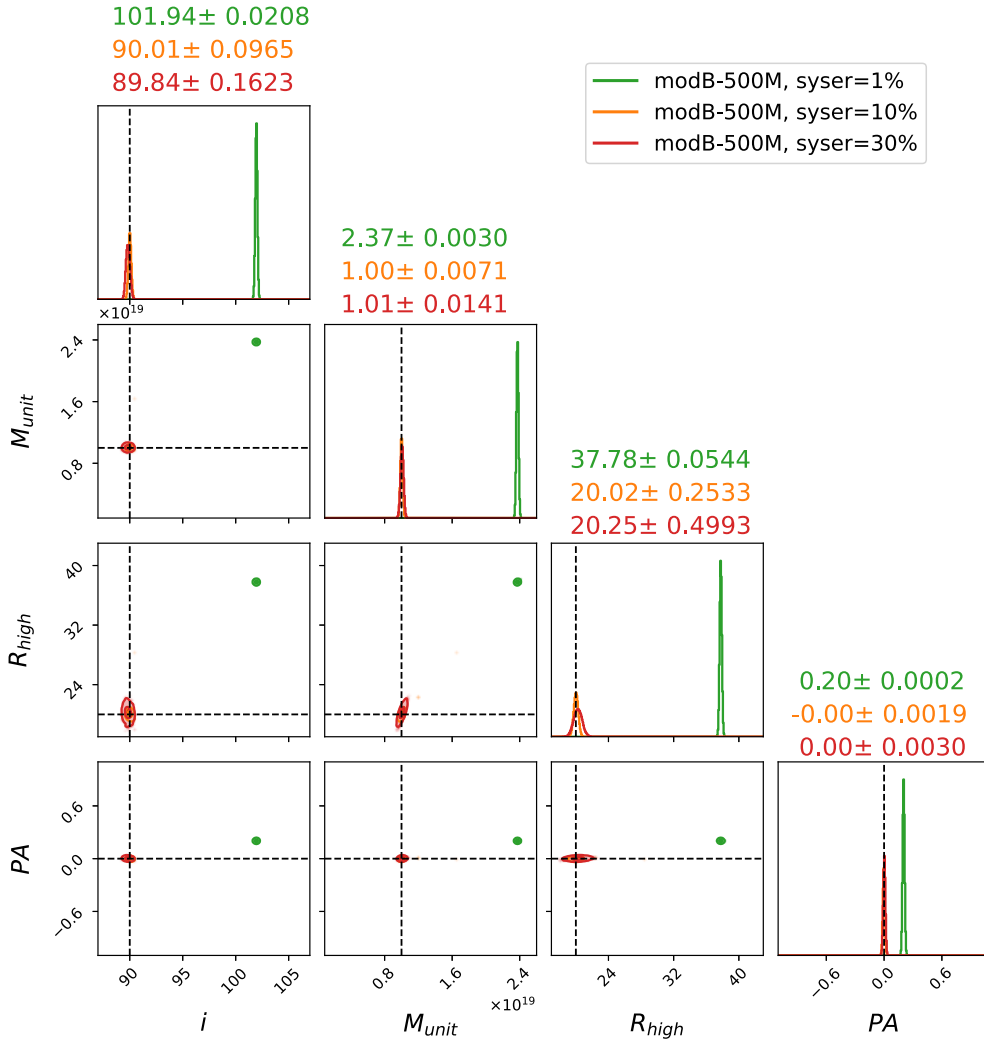 101.94± 0.0208
90.01± 0.0965
89.84± 0.1623
modB-500M, syser=1%
modB-500M, syser=10%
modB-500M, syser=30%
2.37± 0.0030
1.00± 0.0071
1.01± 0.0141
×10¹⁹
2.4
1.6
0.8
M_unit
37.78± 0.0544
20.02± 0.2533
20.25± 0.4993
40
32
24
R_high
0.20± 0.0002
-0.00± 0.0019
0.00± 0.0030
0.6
0.0
−0.6
PA
90 95 100 105
0.8 1.6 2.4
24 32 40
−0.6 0.0 0.6
×10¹⁹
i M_unit R_high PA